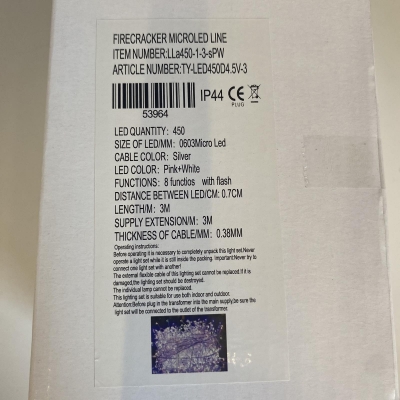 FIRECRACKER MICROLED LINE
ITEM NUMBER:LLa450-1-3-sPW
ARTICLE NUMBER:TY-LED450D4.5V-3
IP44 CE
PLUG
53964
LED QUANTITY: 450
SIZE OF LED/MM: 0603Micro Led
CABLE COLOR: Silver
LED COLOR: Pink+White
FUNCTIONS: 8 functios with flash
DISTANCE BETWEEN LED/CM: 0.7CM
LENGTH/M: 3M
SUPPLY EXTENSION/M: 3M
THICKNESS OF CABLE/MM: 0.38MM
Operating instructions:
Before operating it is necessary to completely unpack this light set.Never
operate a light set while it is still inside the packing. Important:Never try to
connect one light set with another!
The external flexible cable of this lighting set cannot be replaced.If it is
damaged,the lighting set should be destroyed.
The individual lamp cannot be replaced.
This lighting set is suitable for use both indoor and outdoor.
Attention:Before plug in the transformer into the main supply,be sure the
light set will be connected to the outlet of the transformer.